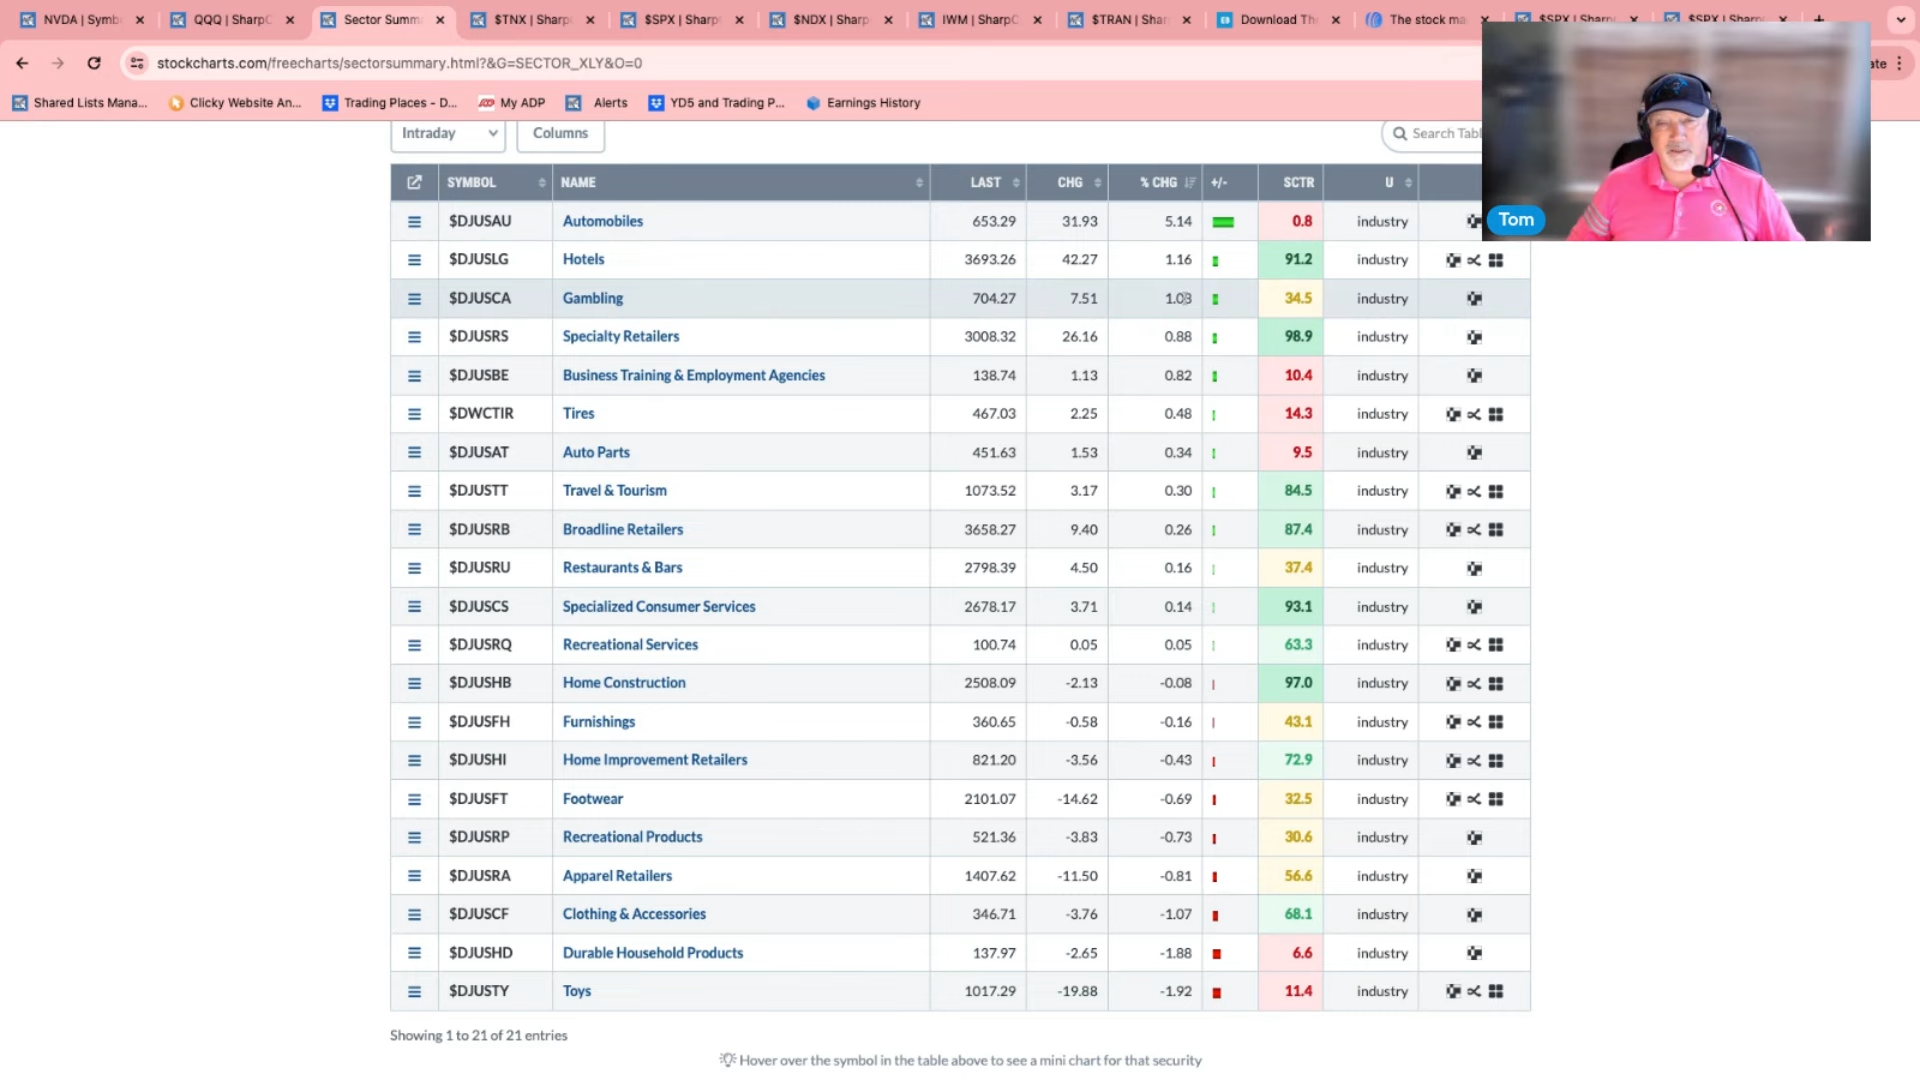 NVDA | Symb
QQQ | SharpC
Sector Summ
$TNX | Sharp
$SPX | Sharp
$NDX | Sharp
IWM | SharpC
$TRAN | Shar
Download The
The stock ma
$SPX | Sharp
$SPX | Sharp
stockcharts.com/freecharts/sectorsummary.html?&G=SECTOR_XLY&O=0
ate
Shared Lists Mana...
Clicky Website An...
Trading Places - D...
My ADP
Alerts
YD5 and Trading P...
Earnings History
Intraday
Columns
Search Tabl
Tom
SYMBOL NAME LAST CHG % CHG +/- SCTR U
$DJUSAU Automobiles 653.29 31.93 5.14 0.8 industry
$DJUSLG Hotels 3693.26 42.27 1.16 91.2 industry
$DJUSCA Gambling 704.27 7.51 34.5 industry
$DJUSRS Specialty Retailers 3008.32 26.16 0.88 98.9 industry
$DJUSBE Business Training & Employment Agencies 138.74 1.13 0.82 10.4 industry
$DWCTIR Tires 467.03 2.25 0.48 14.3 industry
$DJUSAT Auto Parts 451.63 1.53 0.34 9.5 industry
$DJUSTT Travel & Tourism 1073.52 3.17 0.30 84.5 industry
$DJUSRB Broadline Retailers 3658.27 9.40 0.26 87.4 industry
$DJUSRU Restaurants & Bars 2798.39 4.50 0.16 37.4 industry
$DJUSCS Specialized Consumer Services 2678.17 3.71 0.14 93.1 industry
$DJUSRQ Recreational Services 100.74 0.05 0.05 63.3 industry
$DJUSHB Home Construction 2508.09 -2.13 -0.08 97.0 industry
$DJUSFH Furnishings 360.65 -0.58 -0.16 43.1 industry
$DJUSHI Home Improvement Retailers 821.20 -3.56 -0.43 72.9 industry
$DJUSFT Footwear 2101.07 -14.62 -0.69 32.5 industry
$DJUSRP Recreational Products 521.36 -3.83 -0.73 30.6 industry
$DJUSRA Apparel Retailers 1407.62 -11.50 -0.81 56.6 industry
$DJUSCF Clothing & Accessories 346.71 -3.76 -1.07 68.1 industry
$DJUSHD Durable Household Products 137.97 -2.65 -1.88 6.6 industry
$DJUSTY Toys 1017.29 -19.88 -1.92 11.4 industry
Showing 1 to 21 of 21 entries
Hover over the symbol in the table above to see a mini chart for that security